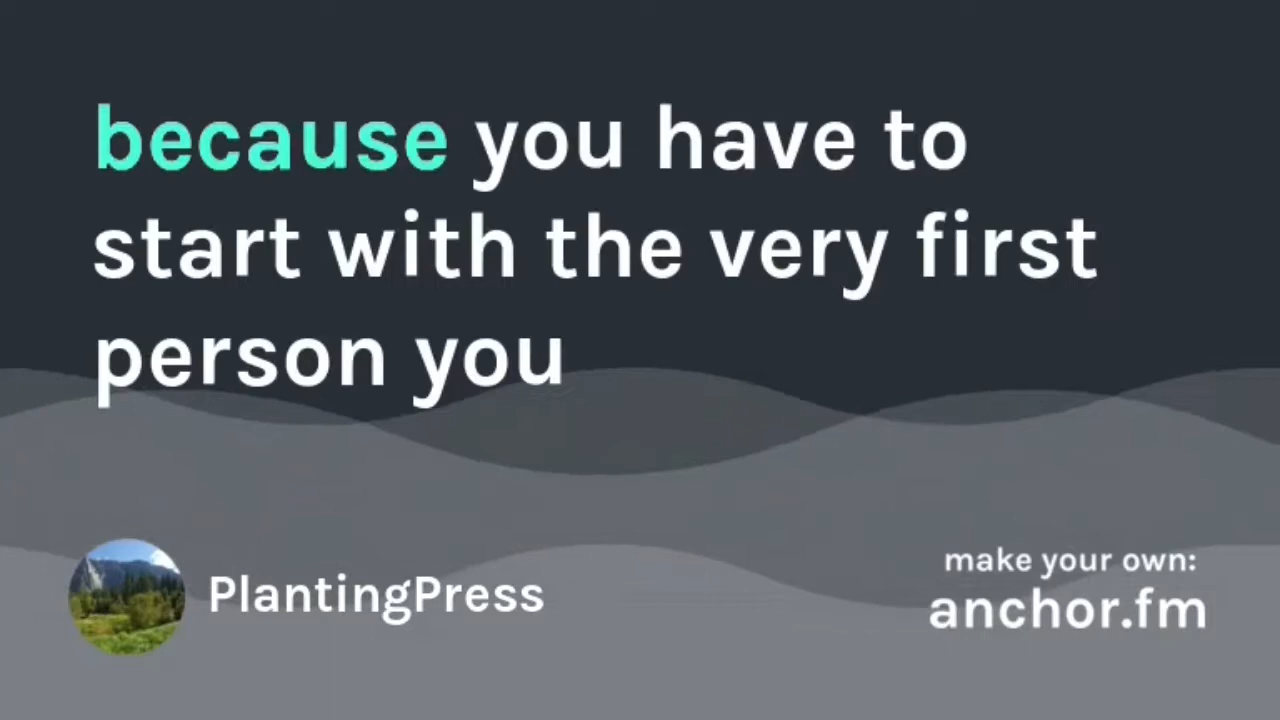 because you have to
start with the very first
person you
PlantingPress
make your own:
anchor.fm